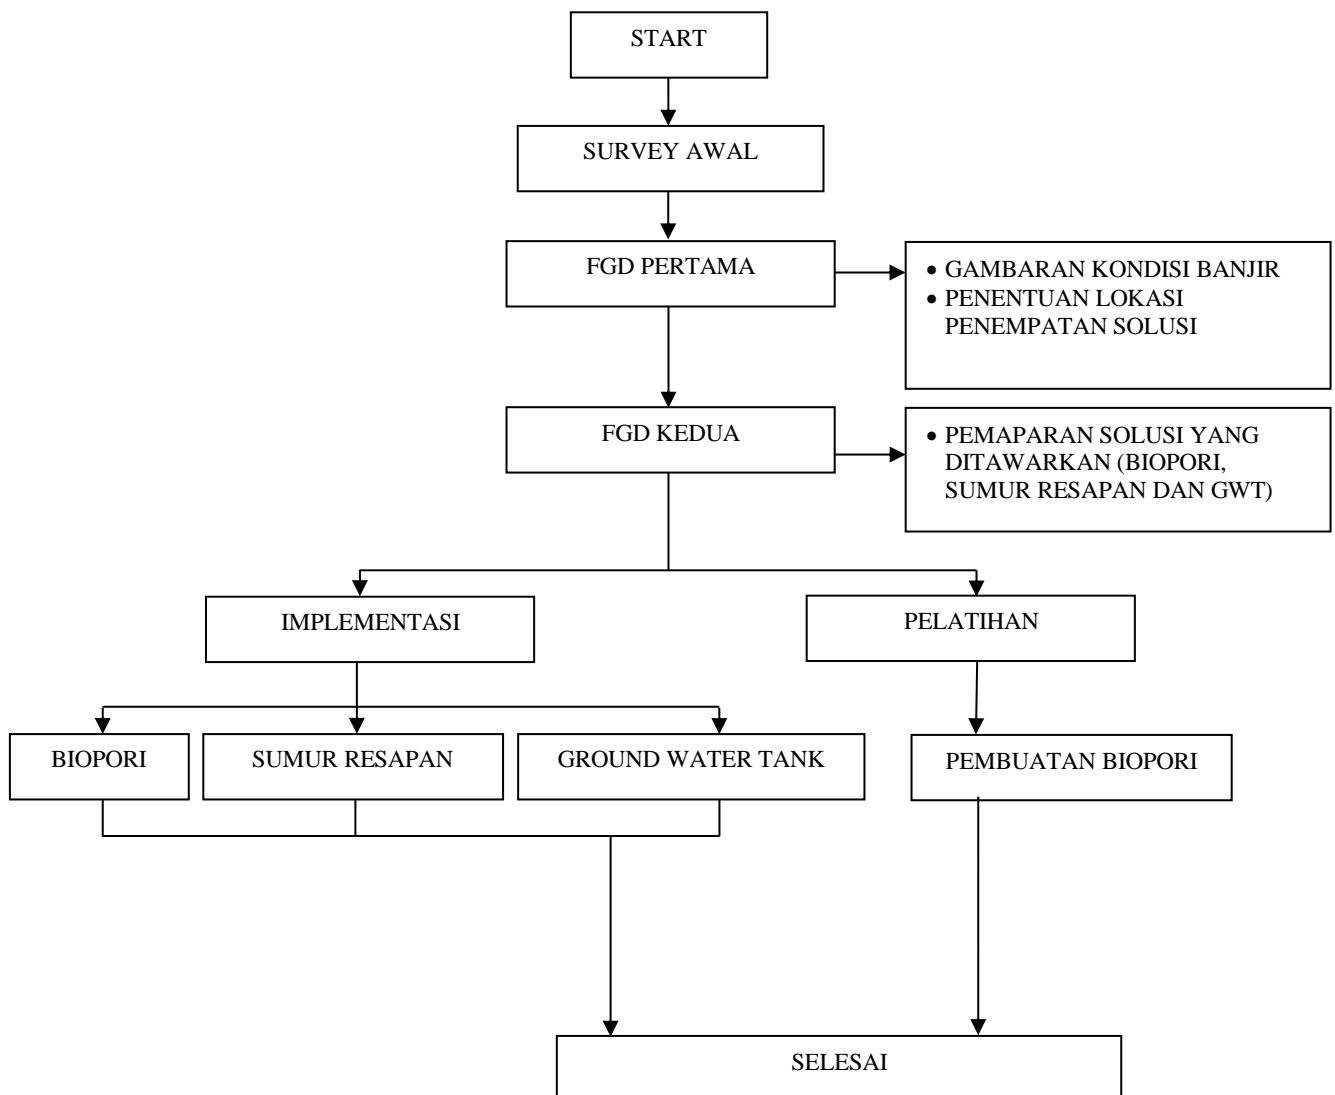 START
SURVEY AWAL
FGD PERTAMA
• GAMBARAN KONDISI BANJIR
• PENENTUAN LOKASI
PENEMPATAN SOLUSI
FGD KEDUA
• PEMAPARAN SOLUSI YANG
DITAWARKAN (BIOPORI,
SUMUR RESAPAN DAN GWT)
IMPLEMENTASI
PELATIHAN
BIOPORI
SUMUR RESAPAN
GROUND WATER TANK
PEMBUATAN BIOPORI
SELESAI